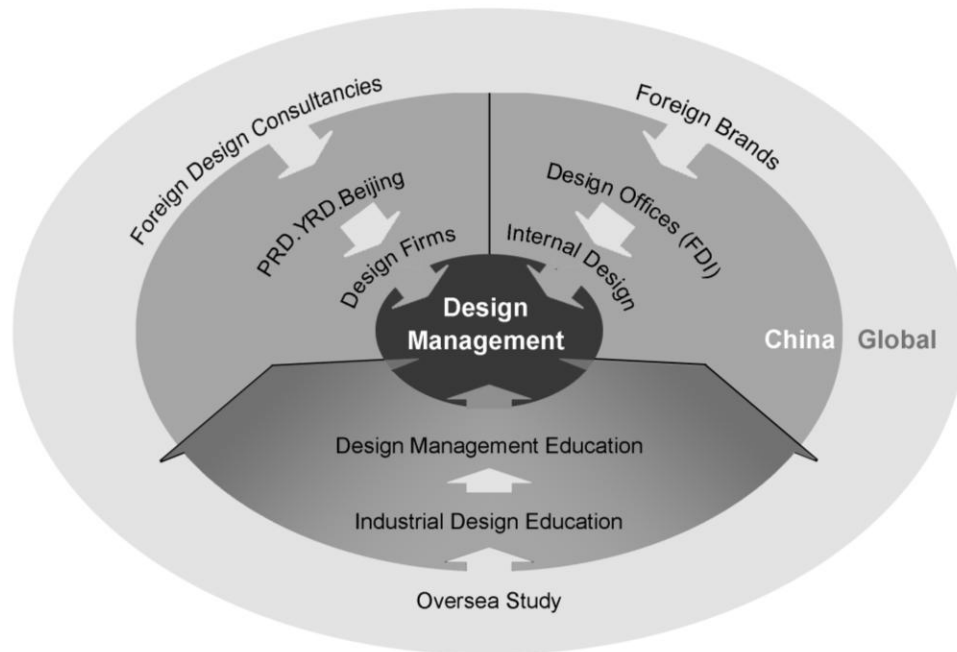 Foreign Design Consultancies
Foreign Brands
PRD.YRD.Beijing
Design Offices (FDI)
Design Firms
Internal Design
Design
Management
China Global
Design Management Education
Industrial Design Education
Oversea Study